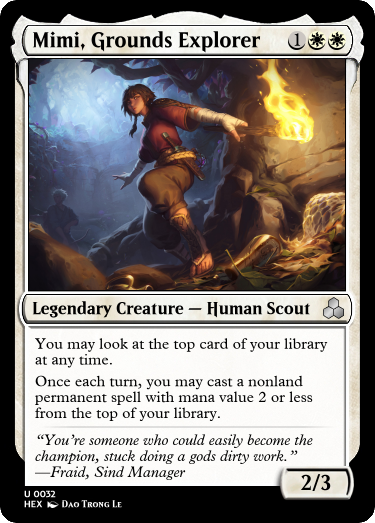 Mimi, Grounds Explorer 1
Legendary Creature — Human Scout
You may look at the top card of your library
at any time.
Once each turn, you may cast a nonland
permanent spell with mana value 2 or less
from the top of your library.
“You’re someone who could easily become the
champion, stuck doing a gods dirty work.”
—Fraid, Sind Manager
2/3
U 0032
HEX Dao Trong Le